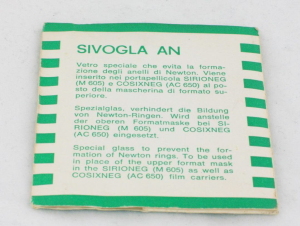 SIVOGLA AN
Vetro speciale che evita la forma-
zione degli anelli di Newton. Viene
inserito nei portapellicola SIRIONEG
(M 605) e COSIXNEG (AC 650) al po-
sto della mascherina di formato su-
periore.
Spezialglas, verhindert die Bildung
von Newton-Ringen. Wird anstelle
der oberen Formatmaske bei SI-
RIONEG (M 605) und COSIXNEG
(AC 650) eingesetzt.
Special glass to prevent the for-
mation of Newton rings. To be used
in place of the upper format mask
in the SIRIONEG (M 605) as well as
COSIXNEG (AC 650) film carriers.